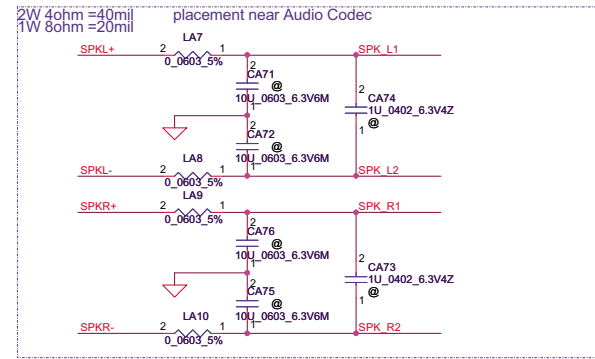 2W 4ohm =40mil placement near Audio Codec
1W 8ohm =20mil
LA7
SPKL+ 2 1 SPK_L1
0_0603_5%
2
CA71
@
10U_0603_6.3V6M
1
2
CA74
1U_0402_6.3V4Z
@
1
2
CA72
@
10U_0603_6.3V6M
1
LA8
SPKL- 2 1 SPK_L2
0_0603_5%
LA9
SPKR+ 2 1 SPK_R1
0_0603_5%
2
CA76
@
10U_0603_6.3V6M
1
2
CA73
1U_0402_6.3V4Z
@
1
2
CA75
@
10U_0603_6.3V6M
1
LA10
SPKR- 2 1 SPK_R2
0_0603_5%